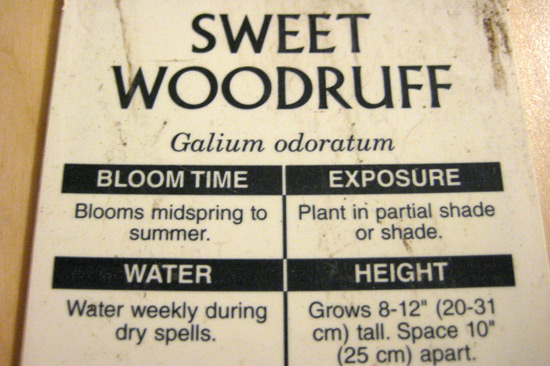 SWEET
WOODRUFF
Galium odoratum
BLOOM TIME
Blooms midspring to
summer.
EXPOSURE
Plant in partial shade
or shade.
WATER
Water weekly during
dry spells.
HEIGHT
Grows 8-12" (20-31
cm) tall. Space 10"
(25 cm) apart.